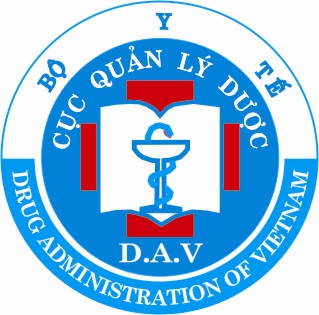 BỘ Y TẾ
CỤC QUẢN LÝ DƯỢC
D.A.V
DRUG ADMINISTRATION OF VIETNAM